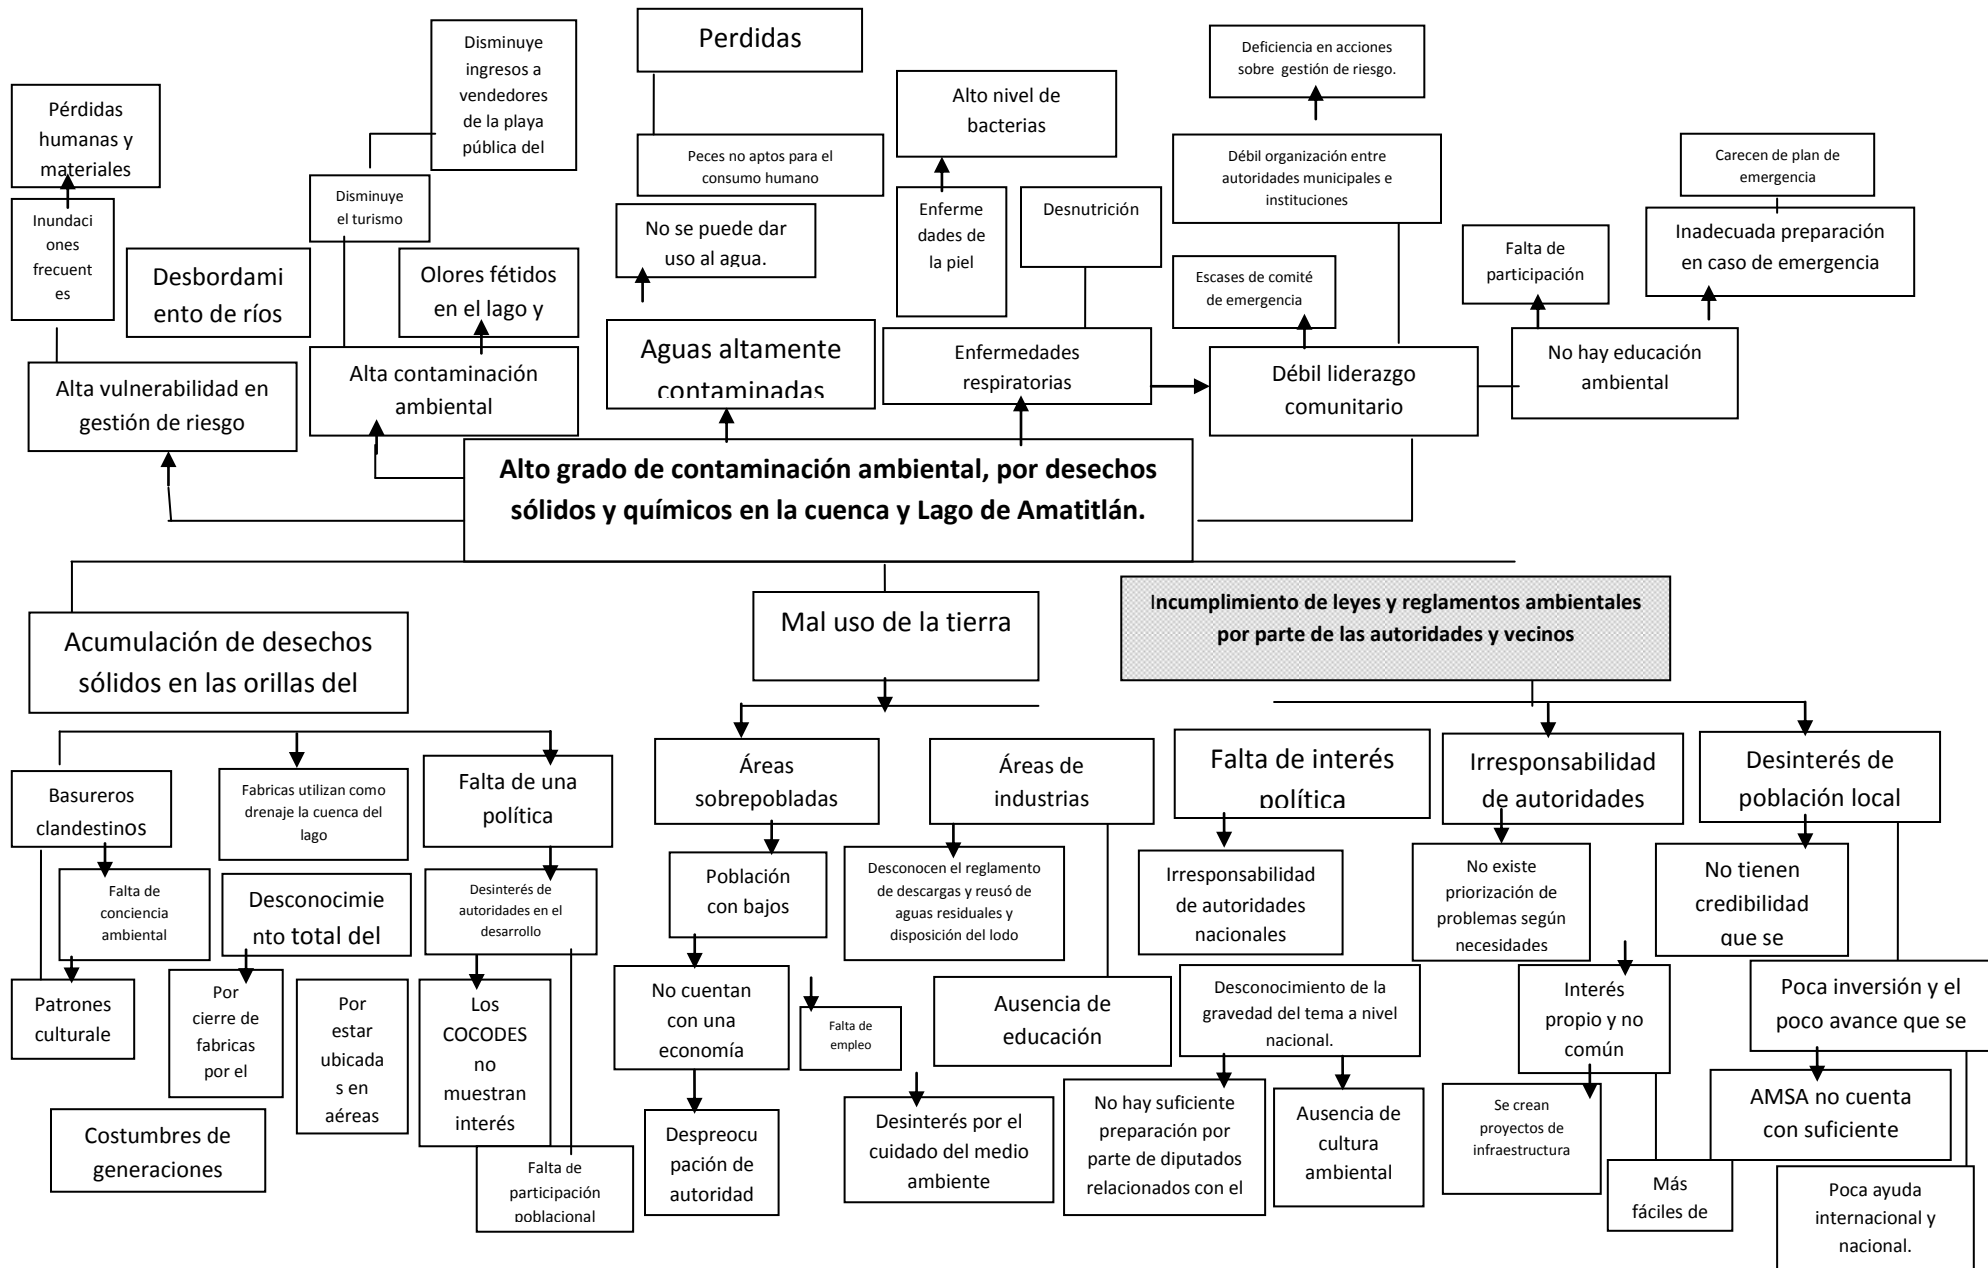 Perdidas
Disminuye
ingresos a
vendedores
de la playa
pública del
Deficiencia en acciones
sobre gestión de riesgo.
Pérdidas
humanas y
materiales
Alto nivel de
bacterias
Peces no aptos para el
consumo humano
Débil organización entre
autoridades municipales e
instituciones
Carecen de plan de
emergencia
Disminuye
el turismo
Inundaci
ones
frecuent
es
No se puede dar
uso al agua.
Enferme
dades de
la piel
Desnutrición
Falta de
participación
Inadecuada preparación
en caso de emergencia
Desbordami
ento de ríos
Olores fétidos
en el lago y
Escases de comité
de emergencia
Alta vulnerabilidad en
gestión de riesgo
Alta contaminación
ambiental
Aguas altamente
contaminadas
Enfermedades
respiratorias
Débil liderazgo
comunitario
No hay educación
ambiental
Alto grado de contaminación ambiental, por desechos
sólidos y químicos en la cuenca y Lago de Amatitlán.
Acumulación de desechos
sólidos en las orillas del
Mal uso de la tierra
Incumplimiento de leyes y reglamentos ambientales
por parte de las autoridades y vecinos
Basureros
clandestinos
Fabricas utilizan como
drenaje la cuenca del
lago
Falta de una
política
Áreas
sobrepobladas
Áreas de
industrias
Falta de interés
política
Irresponsabilidad
de autoridades
Desinterés de
población local
Falta de
conciencia
ambiental
Desconocimie
nto total del
Desinterés de
autoridades en el
desarrollo
Población
con bajos
Desconocen el reglamento
de descargas y reusó de
aguas residuales y
disposición del lodo
Irresponsabilidad
de autoridades
nacionales
No existe
priorización de
problemas según
necesidades
No tienen
credibilidad
que se
Patrones
culturale
Por
cierre de
fabricas
por el
Por
estar
ubicada
s en
aéreas
Los
COCODES
no
muestran
interés
No cuentan
con una
economía
Falta de
empleo
Ausencia de
educación
Desconocimiento de la
gravedad del tema a nivel
nacional.
Interés
propio y no
común
Poca inversión y el
poco avance que se
Costumbres de
generaciones
Falta de
participación
poblacional
Despreocu
pación de
autoridad
Desinterés por el
cuidado del medio
ambiente
No hay suficiente
preparación por
parte de diputados
relacionados con el
Ausencia de
cultura
ambiental
Se crean
proyectos de
infraestructura
Más
fáciles de
AMSA no cuenta
con suficiente
Poca ayuda
internacional y
nacional.